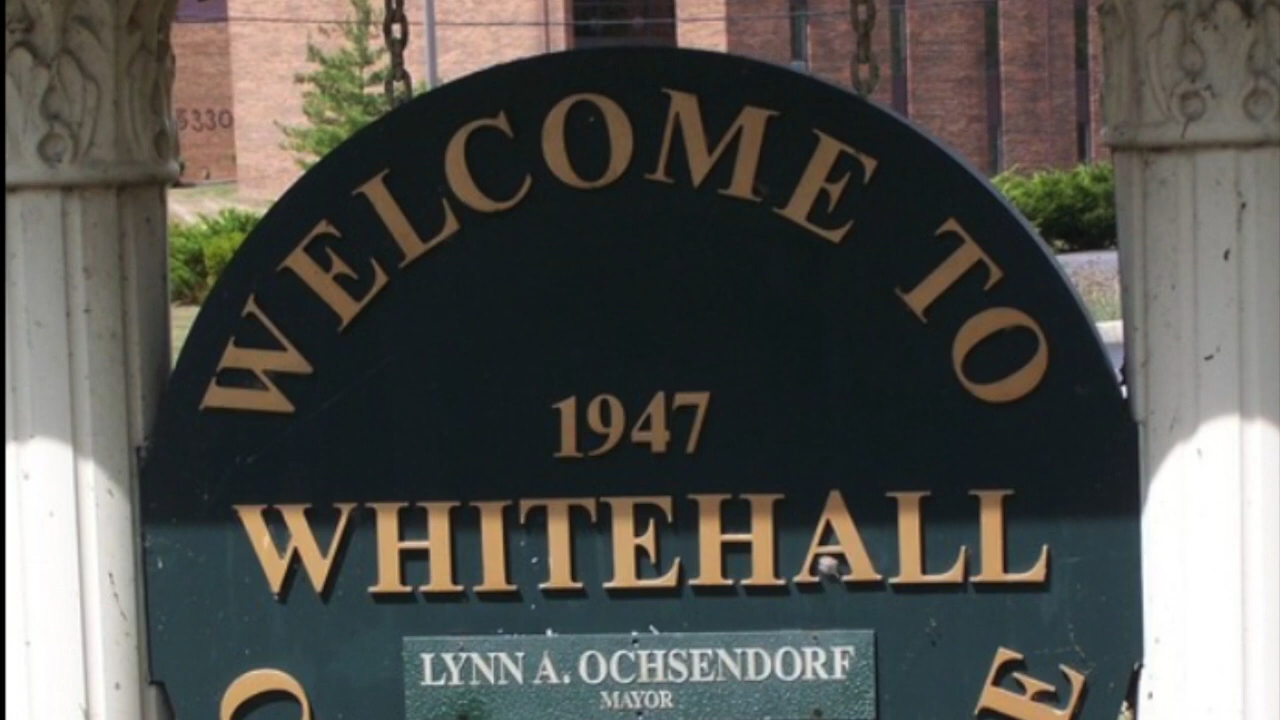 5330
WELCOME TO
1947
WHITEHALL
LYNN A. OCHSENDORF
MAYOR